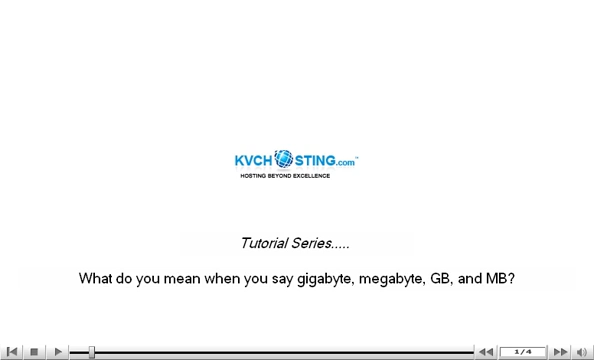 KVCHOSTING.com™
HOSTING BEYOND EXCELLENCE
Tutorial Series.....
What do you mean when you say gigabyte, megabyte, GB, and MB?
1/4